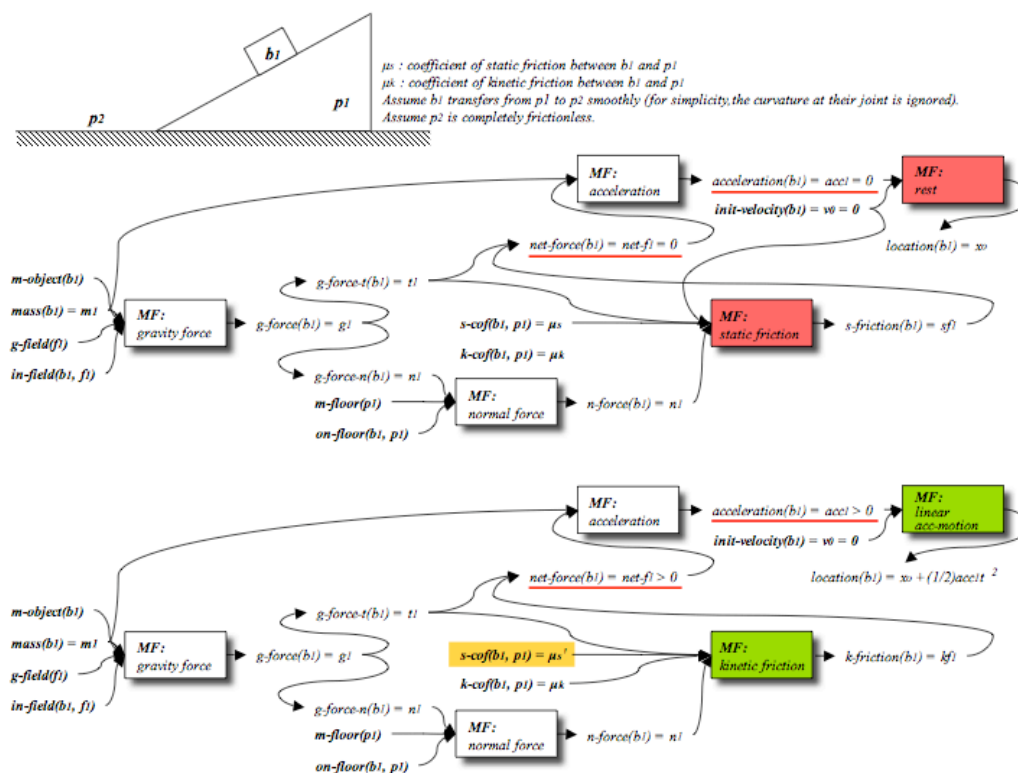 b1
p1
p2
μs : coefficient of static friction between b1 and p1
μk : coefficient of kinetic friction between b1 and p1
Assume b1 transfers from p1 to p2 smoothly (for simplicity,the curvature at their joint is ignored).
Assume p2 is completely frictionless.
MF:
acceleration
acceleration(b1) = acc1 = 0
init-velocity(b1) = v0 = 0
MF:
rest
location(b1) = x0
net-force(b1) = net-f1 = 0
m-object(b1)
mass(b1) = m1
g-field(f1)
in-field(b1, f1)
MF:
gravity force
g-force(b1) = g1
g-force-t(b1) = t1
s-cof(b1, p1) = μs
k-cof(b1, p1) = μk
MF:
static friction
s-friction(b1) = sf1
g-force-n(b1) = n1
m-floor(p1)
on-floor(b1, p1)
MF:
normal force
n-force(b1) = n1
MF:
acceleration
acceleration(b1) = acc1 > 0
init-velocity(b1) = v0 = 0
MF:
linear
acc-motion
location(b1) = x0 + (1/2)acc1t 2
net-force(b1) = net-f1 > 0
m-object(b1)
mass(b1) = m1
g-field(f1)
in-field(b1, f1)
MF:
gravity force
g-force(b1) = g1
g-force-t(b1) = t1
s-cof(b1, p1) = μs'
k-cof(b1, p1) = μk
MF:
kinetic friction
k-friction(b1) = kf1
g-force-n(b1) = n1
m-floor(p1)
on-floor(b1, p1)
MF:
normal force
n-force(b1) = n1